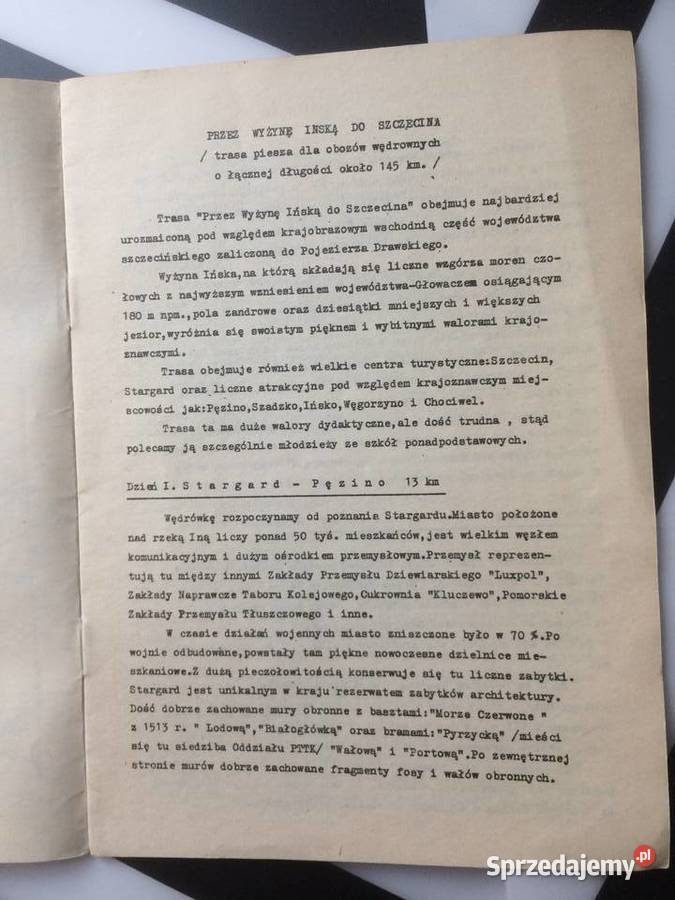 PRZEZ WYŻYNĘ IŃSKĄ DO SZCZECINA
/ trasa piesza dla obozów wędrownych
o łącznej długości około 145 km. /
Trasa "Przez Wyżynę Ińską do Szczecina" obejmuje najbardziej
urozmaiconą pod względem krajobrazowym wschodnią część województwa
szczecińskiego zaliczoną do Pojezierza Drawskiego.
Wyżyna Ińska,na którą składają się liczne wzgórza moren czo-
łowych z najwyższym wzniesieniem województwa-Głowaczem osiągającym
180 m npm.,pola zandrowe oraz dziesiątki mniejszych i większych
jezior,wyróżnia się swoistym pięknem i wybitnymi walorami krajo-
znawczymi.
Trasa obejmuje również wielkie centra turystyczne:Szczecin,
Stargard oraz liczne atrakcyjne pod względem krajoznawczym miej-
scowości jak:Pęzino,Szadzko,Ińsko,Węgorzyno i Chociwel.
Trasa ta ma duże walory dydaktyczne,ale dość trudna , stąd
polecamy ją szczególnie młodzieży ze szkół ponadpodstawowych.
Dzień I. S t a r g a r d - P ę z i n o 13 km
Wędrówkę rozpoczynamy od poznania Stargardu.Miasto położone
nad rzeką Iną liczy ponad 50 tyś. mieszkańców,jest wielkim węzłem
komunikacyjnym i dużym ośrodkiem przemysłowym.Przemysł reprezen-
tują tu między innymi Zakłady Przemysłu Dziewiarskiego "Luxpol",
Zakłady Naprawcze Taboru Kolejowego,Cukrownia "Kluczewo",Pomorskie
Zakłady Przemysłu Tłuszczowego i inne.
W czasie działań wojennych miasto zniszczone było w 70 %.Po
wojnie odbudowane,powstały tam piękne nowoczesne dzielnice mie-
szkaniowe.Z dużą pieczołowitością konserwuje się tu liczne zabytki.
Stargard jest unikalnym w kraju rezerwatem zabytków architektury.
Dość dobrze zachowane mury obronne z basztami:"Morze Czerwone "
z 1513 r. " Lodową","Białogłówką" oraz bramami:"Pyrzycką" /mieści
się tu siedziba Oddziału PTTK/ "Wałową" i "Portową".Po zewnętrznej
stronie murów dobrze zachowane fragmenty fosy i wałów obronnych.
Sprzedajemy.pl